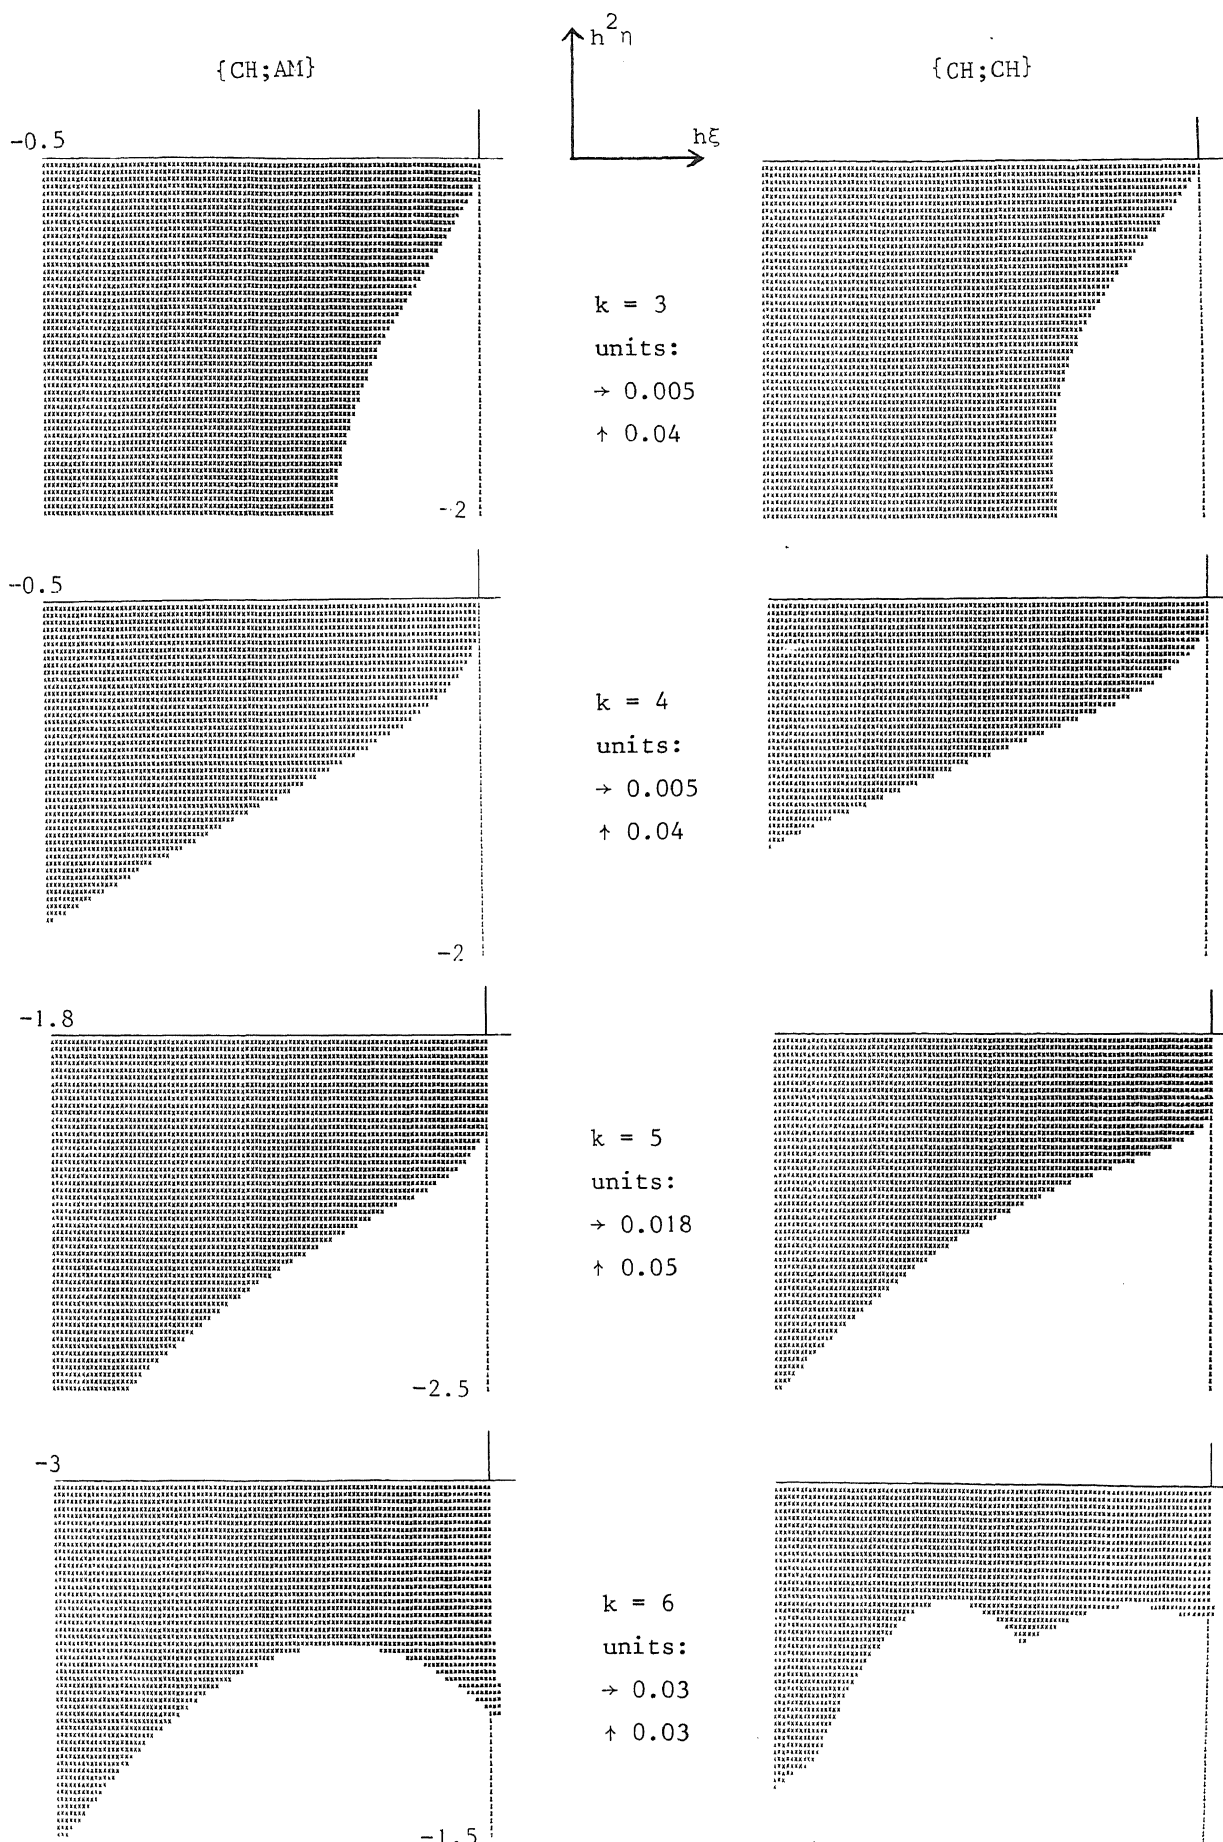 {CH;AM}
h²η
{CH;CH}
hξ
-0.5
k = 3
units:
→ 0.005
↑ 0.04
-2
-0.5
k = 4
units:
→ 0.005
↑ 0.04
-2
-1.8
k = 5
units:
→ 0.018
↑ 0.05
-2.5
-3
k = 6
units:
→ 0.03
↑ 0.03
-1.5